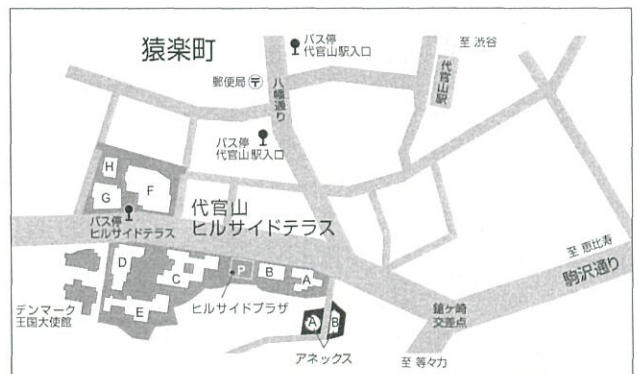 猿楽町
バス停
代官山駅入口
至 渋谷
代官山駅
郵便局
〒
八幡通り
バス停
代官山駅入口
H
G
F
代官山
ヒルサイドテラス
バス停
ヒルサイドテラス
D
C
P
B
A
E
ヒルサイドプラザ
デンマーク
王国大使館
A
B
アネックス
鎗ヶ崎
交差点
至 恵比寿
駒沢通り
至 等々力